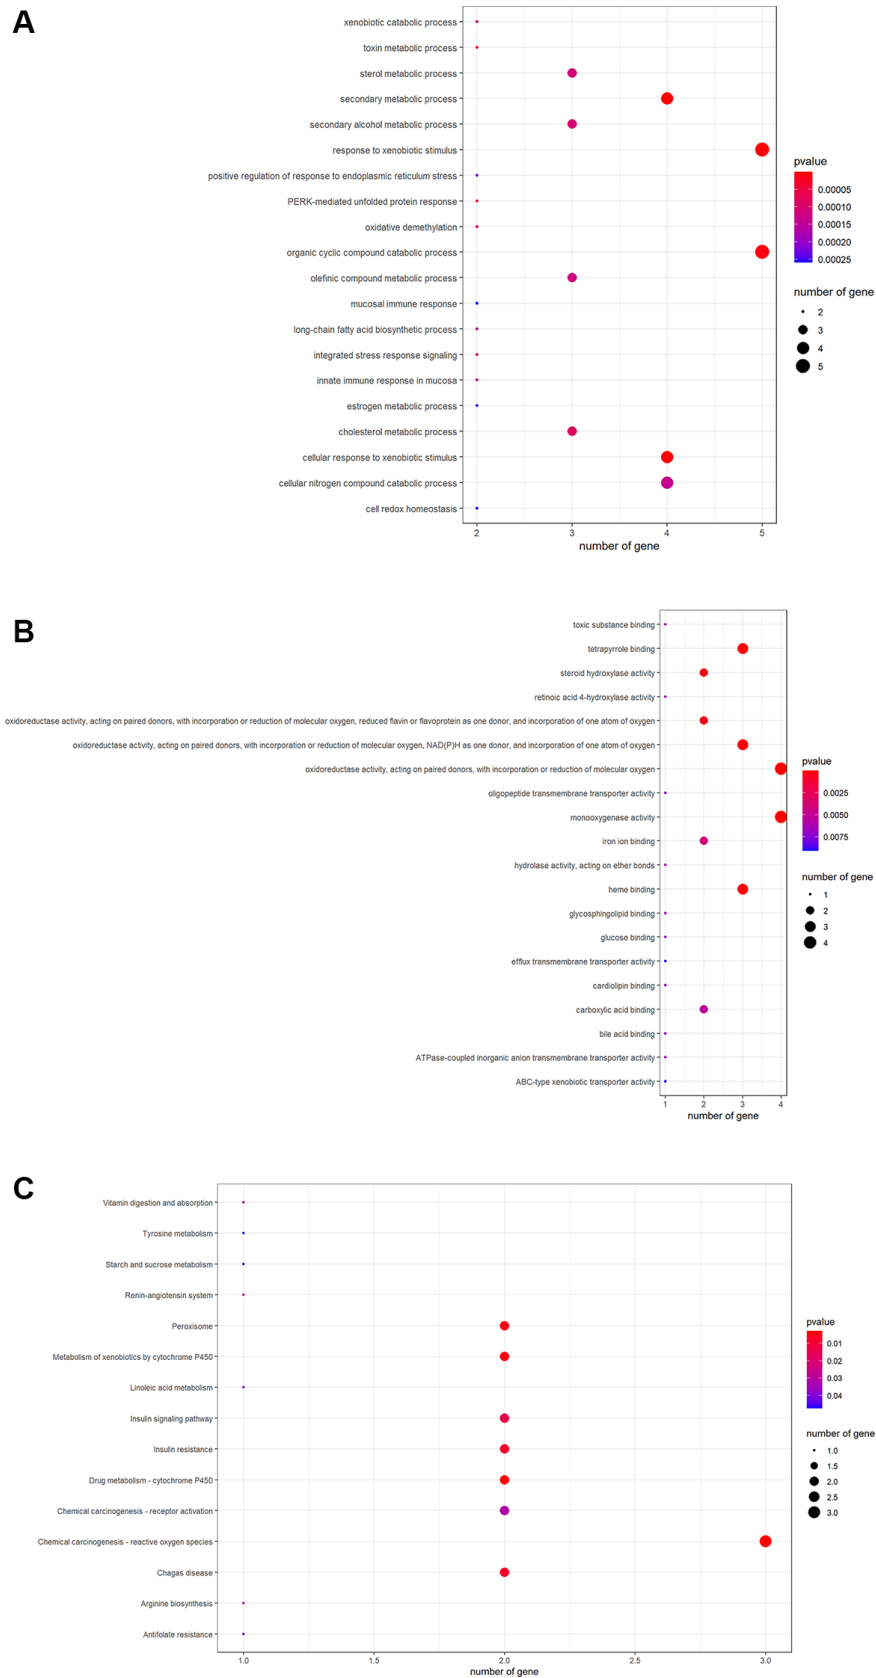 A
xenobiotic catabolic process
toxin metabolic process
sterol metabolic process
secondary metabolic process
secondary alcohol metabolic process
response to xenobiotic stimulus
positive regulation of response to endoplasmic reticulum stress
PERK-mediated unfolded protein response
oxidative demethylation
organic cyclic compound catabolic process
olefinic compound metabolic process
mucosal immune response
long-chain fatty acid biosynthetic process
integrated stress response signaling
innate immune response in mucosa
estrogen metabolic process
cholesterol metabolic process
cellular response to xenobiotic stimulus
cellular nitrogen compound catabolic process
cell redox homeostasis
2 3 4 5
number of gene
pvalue
0.00005
0.00010
0.00015
0.00020
0.00025
number of gene
2
3
4
5
B
toxic substance binding
tetrapyrrole binding
steroid hydroxylase activity
retinoic acid 4-hydroxylase activity
oxidoreductase activity, acting on paired donors, with incorporation or reduction of molecular oxygen, reduced flavin or flavoprotein as one donor, and incorporation of one atom of oxygen
oxidoreductase activity, acting on paired donors, with incorporation or reduction of molecular oxygen, NAD(P)H as one donor, and incorporation of one atom of oxygen
oxidoreductase activity, acting on paired donors, with incorporation or reduction of molecular oxygen
oligopeptide transmembrane transporter activity
monooxygenase activity
iron ion binding
hydrolase activity, acting on ether bonds
heme binding
glycosphingolipid binding
glucose binding
efflux transmembrane transporter activity
cardiolipin binding
carboxylic acid binding
bile acid binding
ATPase-coupled inorganic anion transmembrane transporter activity
ABC-type xenobiotic transporter activity
1 2 3 4
number of gene
pvalue
0.0025
0.0050
0.0075
number of gene
1
2
3
4
C
Vitamin digestion and absorption
Tyrosine metabolism
Starch and sucrose metabolism
Renin-angiotensin system
Peroxisome
Metabolism of xenobiotics by cytochrome P450
Linoleic acid metabolism
Insulin signaling pathway
Insulin resistance
Drug metabolism - cytochrome P450
Chemical carcinogenesis - receptor activation
Chemical carcinogenesis - reactive oxygen species
Chagas disease
Arginine biosynthesis
Antifolate resistance
1.0 1.5 2.0 2.5 3.0
number of gene
pvalue
0.01
0.02
0.03
0.04
number of gene
1.0
1.5
2.0
2.5
3.0